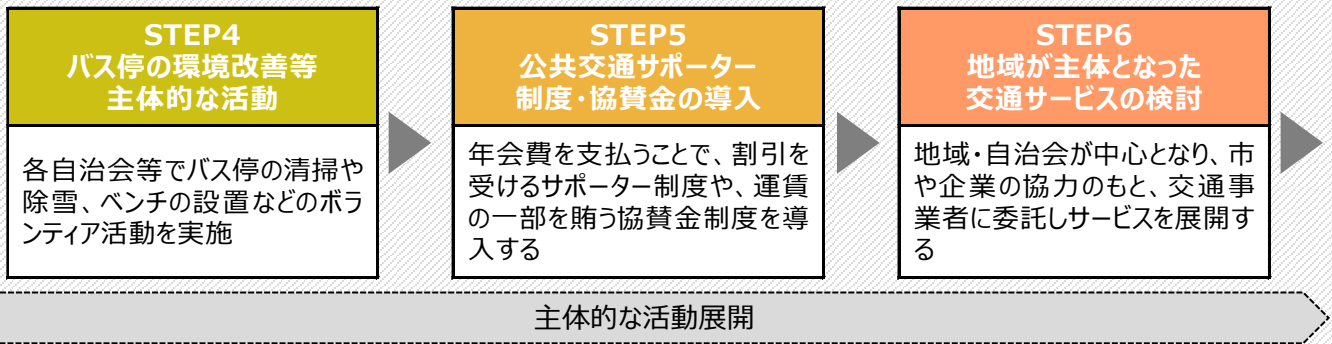 STEP4
バス停の環境改善等
主体的な活動
各自治会等でバス停の清掃や
除雪、ベンチの設置などのボラ
ンティア活動を実施
STEP5
公共交通サポーター
制度・協賛金の導入
年会費を支払うことで、割引を
受けるサポーター制度や、運賃
の一部を賄う協賛金制度を導
入する
STEP6
地域が主体となった
交通サービスの検討
地域・自治会が中心となり、市
や企業の協力のもと、交通事
業者に委託しサービスを展開す
る
主体的な活動展開